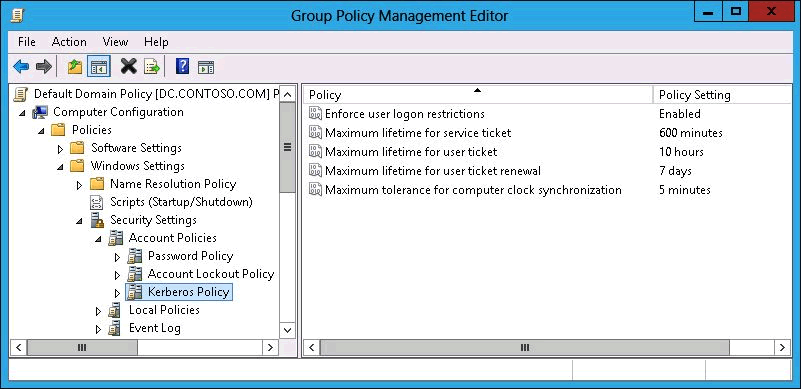 Group Policy Management Editor
File Action View Help
Default Domain Policy [DC.CONTOSO.COM] P
Computer Configuration
Policies
Software Settings
Windows Settings
Name Resolution Policy
Scripts (Startup/Shutdown)
Security Settings
Account Policies
Password Policy
Account Lockout Policy
Kerberos Policy
Local Policies
Event Log
Policy Policy Setting
Enforce user logon restrictions Enabled
Maximum lifetime for service ticket 600 minutes
Maximum lifetime for user ticket 10 hours
Maximum lifetime for user ticket renewal 7 days
Maximum tolerance for computer clock synchronization 5 minutes